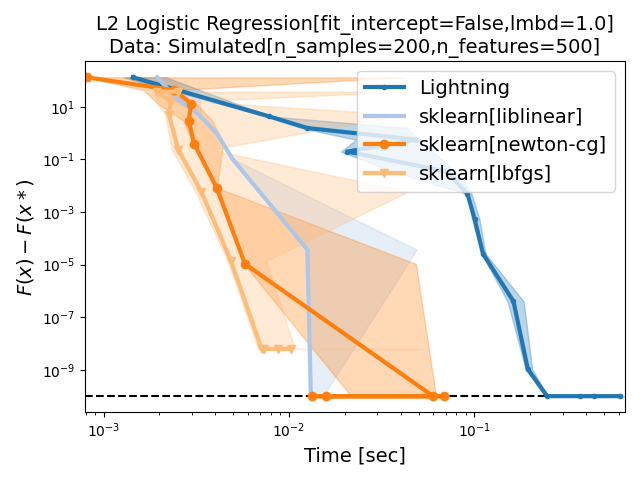 L2 Logistic Regression[fit_intercept=False,lmbd=1.0]
Data: Simulated[n_samples=200,n_features=500]
Lightning
sklearn[liblinear]
sklearn[newton-cg]
sklearn[lbfgs]
F(x) − F(x*)
10¹
10⁻¹
10⁻³
10⁻⁵
10⁻⁷
10⁻⁹
10⁻³
10⁻²
10⁻¹
Time [sec]